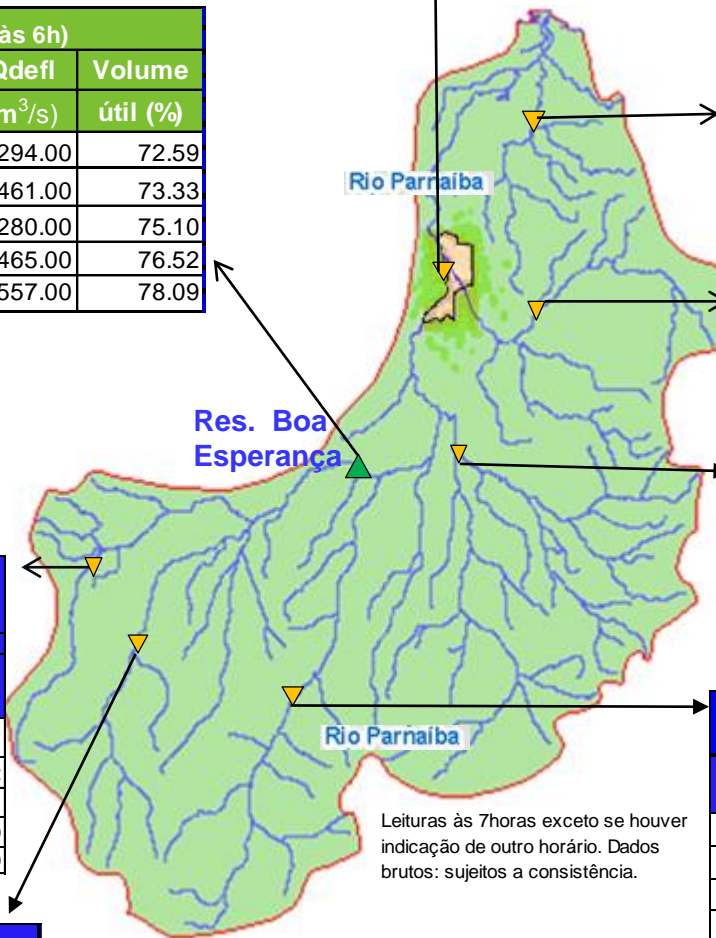 às 6h)
Qdefl Volume
m³/s) útil (%)
294.00 72.59
461.00 73.33
280.00 75.10
465.00 76.52
557.00 78.09
Rio Parnaíba
Res. Boa
Esperança
Rio Parnaíba
Leituras às 7horas exceto se houver
indicação de outro horário. Dados
brutos: sujeitos a consistência.